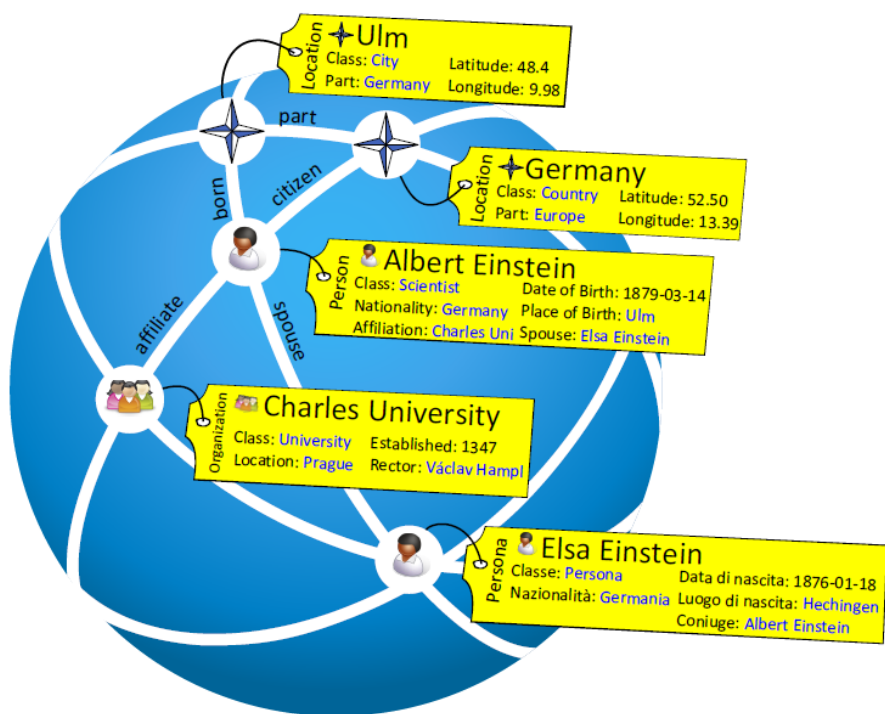 Ulm
Location
Class: City Latitude: 48.4
Part: Germany Longitude: 9.98
part
citizen
born
Germany
Location
Class: Country Latitude: 52.50
Part: Europe Longitude: 13.39
Albert Einstein
Person
Class: Scientist Date of Birth: 1879-03-14
Nationality: Germany Place of Birth: Ulm
Affiliation: Charles Uni Spouse: Elsa Einstein
affiliate
spouse
Charles University
Organization
Class: University Established: 1347
Location: Prague Rector: Václav Hampl
Elsa Einstein
Persona
Classe: Persona Data di nascita: 1876-01-18
Nazionalità: Germania Luogo di nascita: Hechingen
Coniuge: Albert Einstein